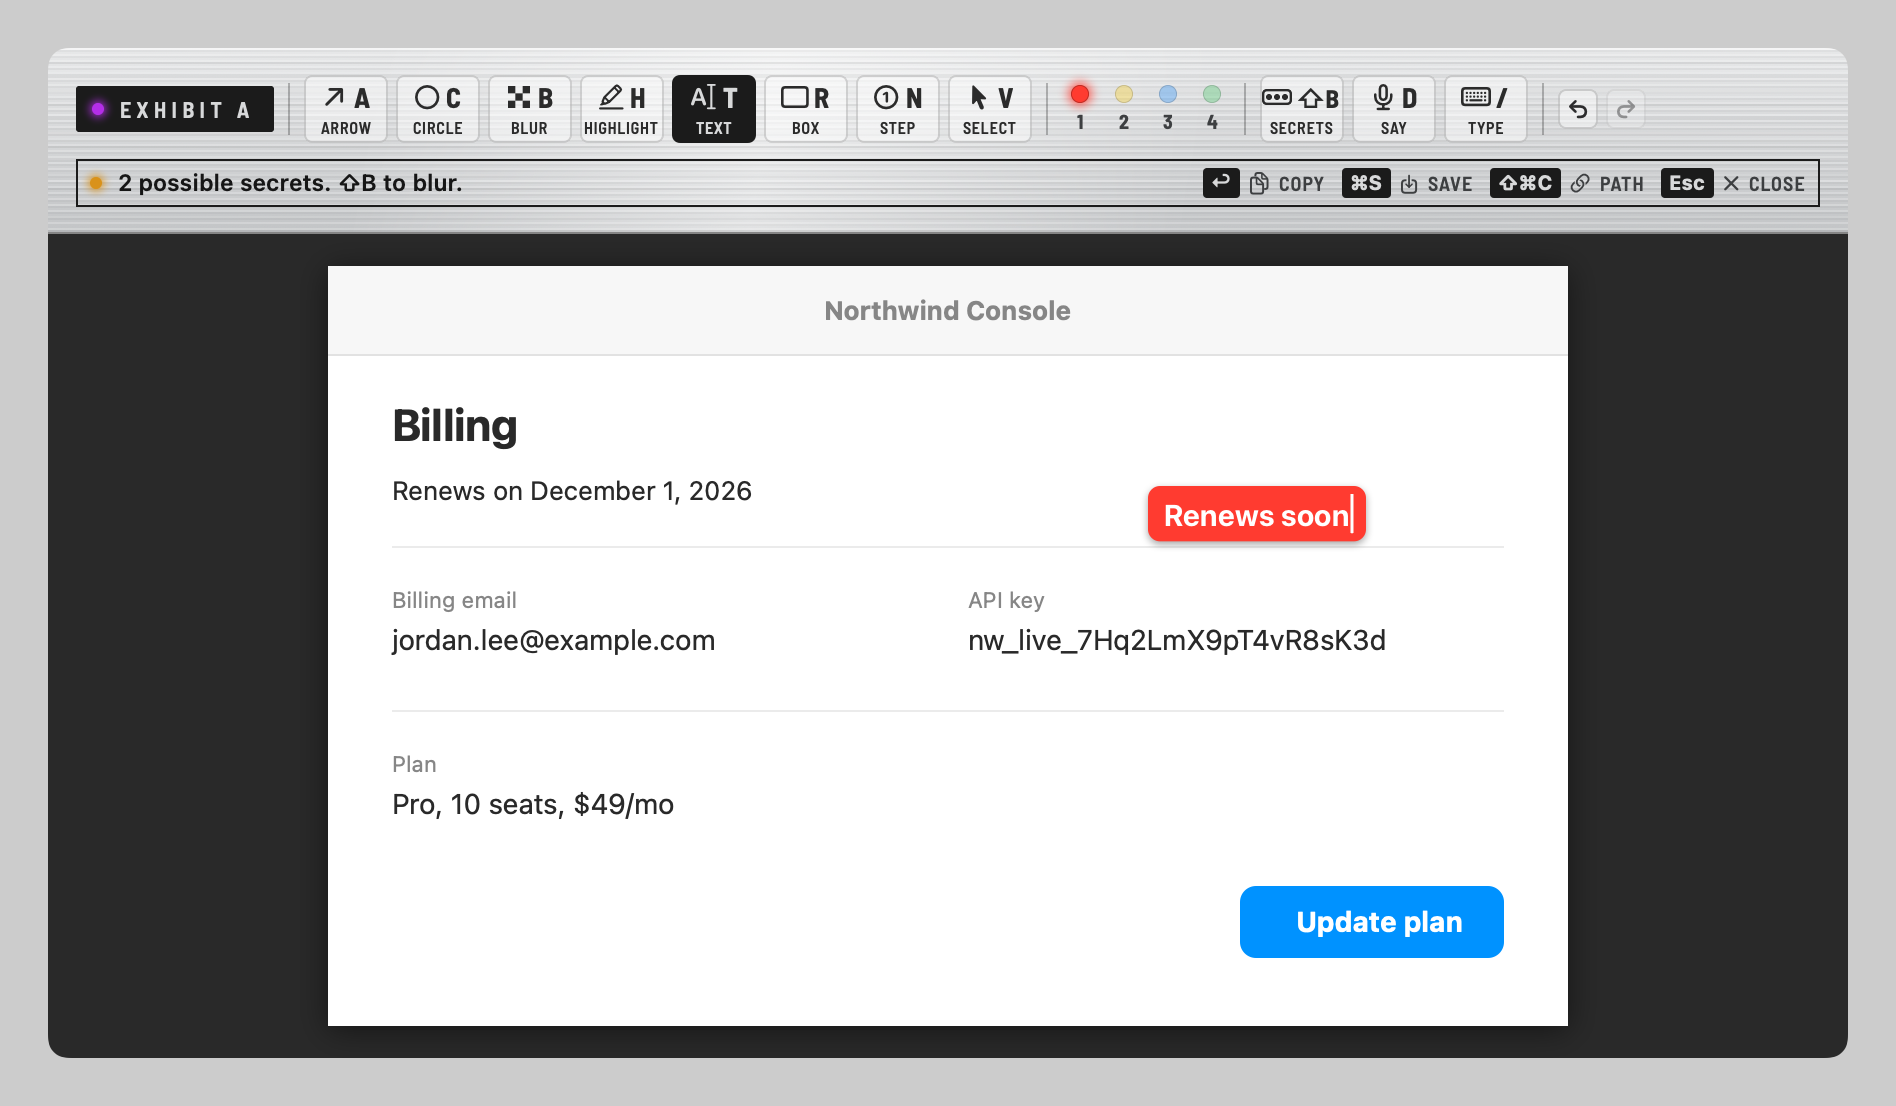 EXHIBIT A
A ARROW
C CIRCLE
B BLUR
H HIGHLIGHT
T TEXT
R BOX
1 N STEP
V SELECT
1 2 3 4
⇧B SECRETS
D SAY
/ TYPE
2 possible secrets. ⇧B to blur.
↩ COPY ⌘S SAVE ⇧⌘C PATH Esc CLOSE
Northwind Console
Billing
Renews on December 1, 2026
Renews soon
Billing email
jordan.lee@example.com
API key
nw_live_7Hq2LmX9pT4vR8sK3d
Plan
Pro, 10 seats, $49/mo
Update plan